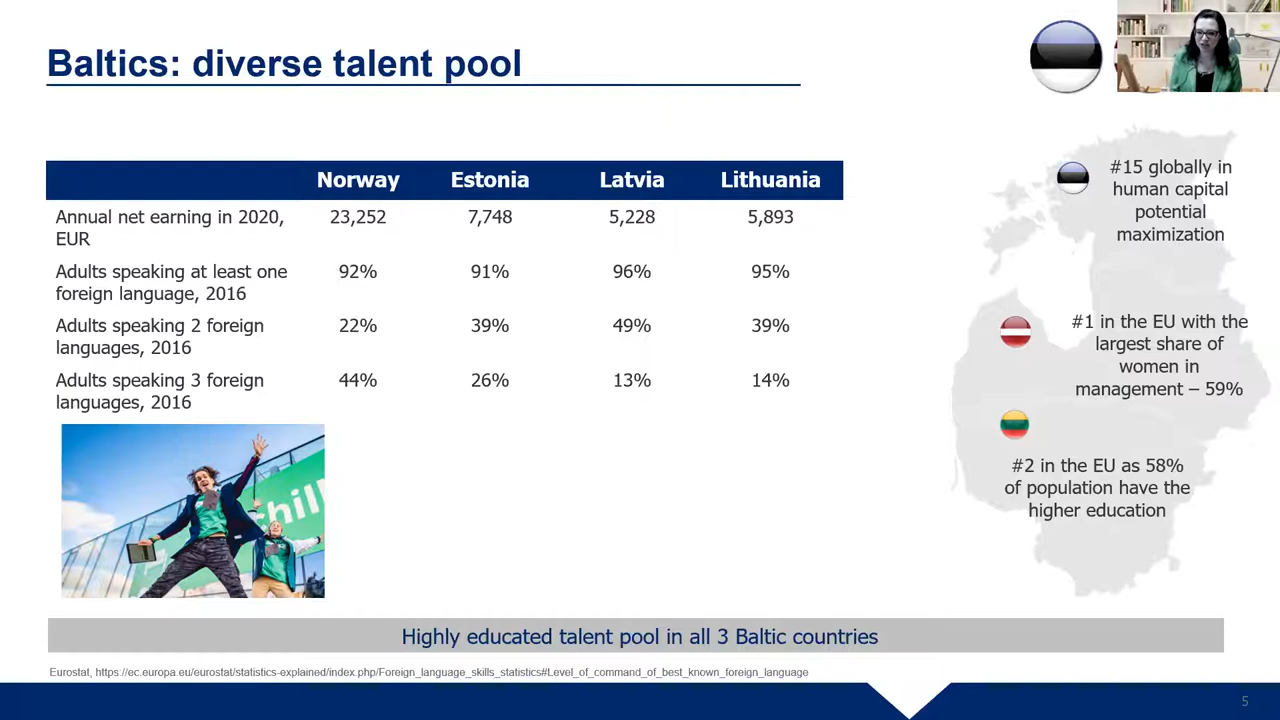 Baltics: diverse talent pool
Norway Estonia Latvia Lithuania
Annual net earning in 2020, 23,252 7,748 5,228 5,893
EUR
Adults speaking at least one 92% 91% 96% 95%
foreign language, 2016
Adults speaking 2 foreign 22% 39% 49% 39%
languages, 2016
Adults speaking 3 foreign 44% 26% 13% 14%
languages, 2016
chill
#15 globally in
human capital
potential
maximization
#1 in the EU with the
largest share of
women in
management – 59%
#2 in the EU as 58%
of population have the
higher education
Highly educated talent pool in all 3 Baltic countries
Eurostat, https://ec.europa.eu/eurostat/statistics-explained/index.php/Foreign_language_skills_statistics#Level_of_command_of_best_known_foreign_language
5